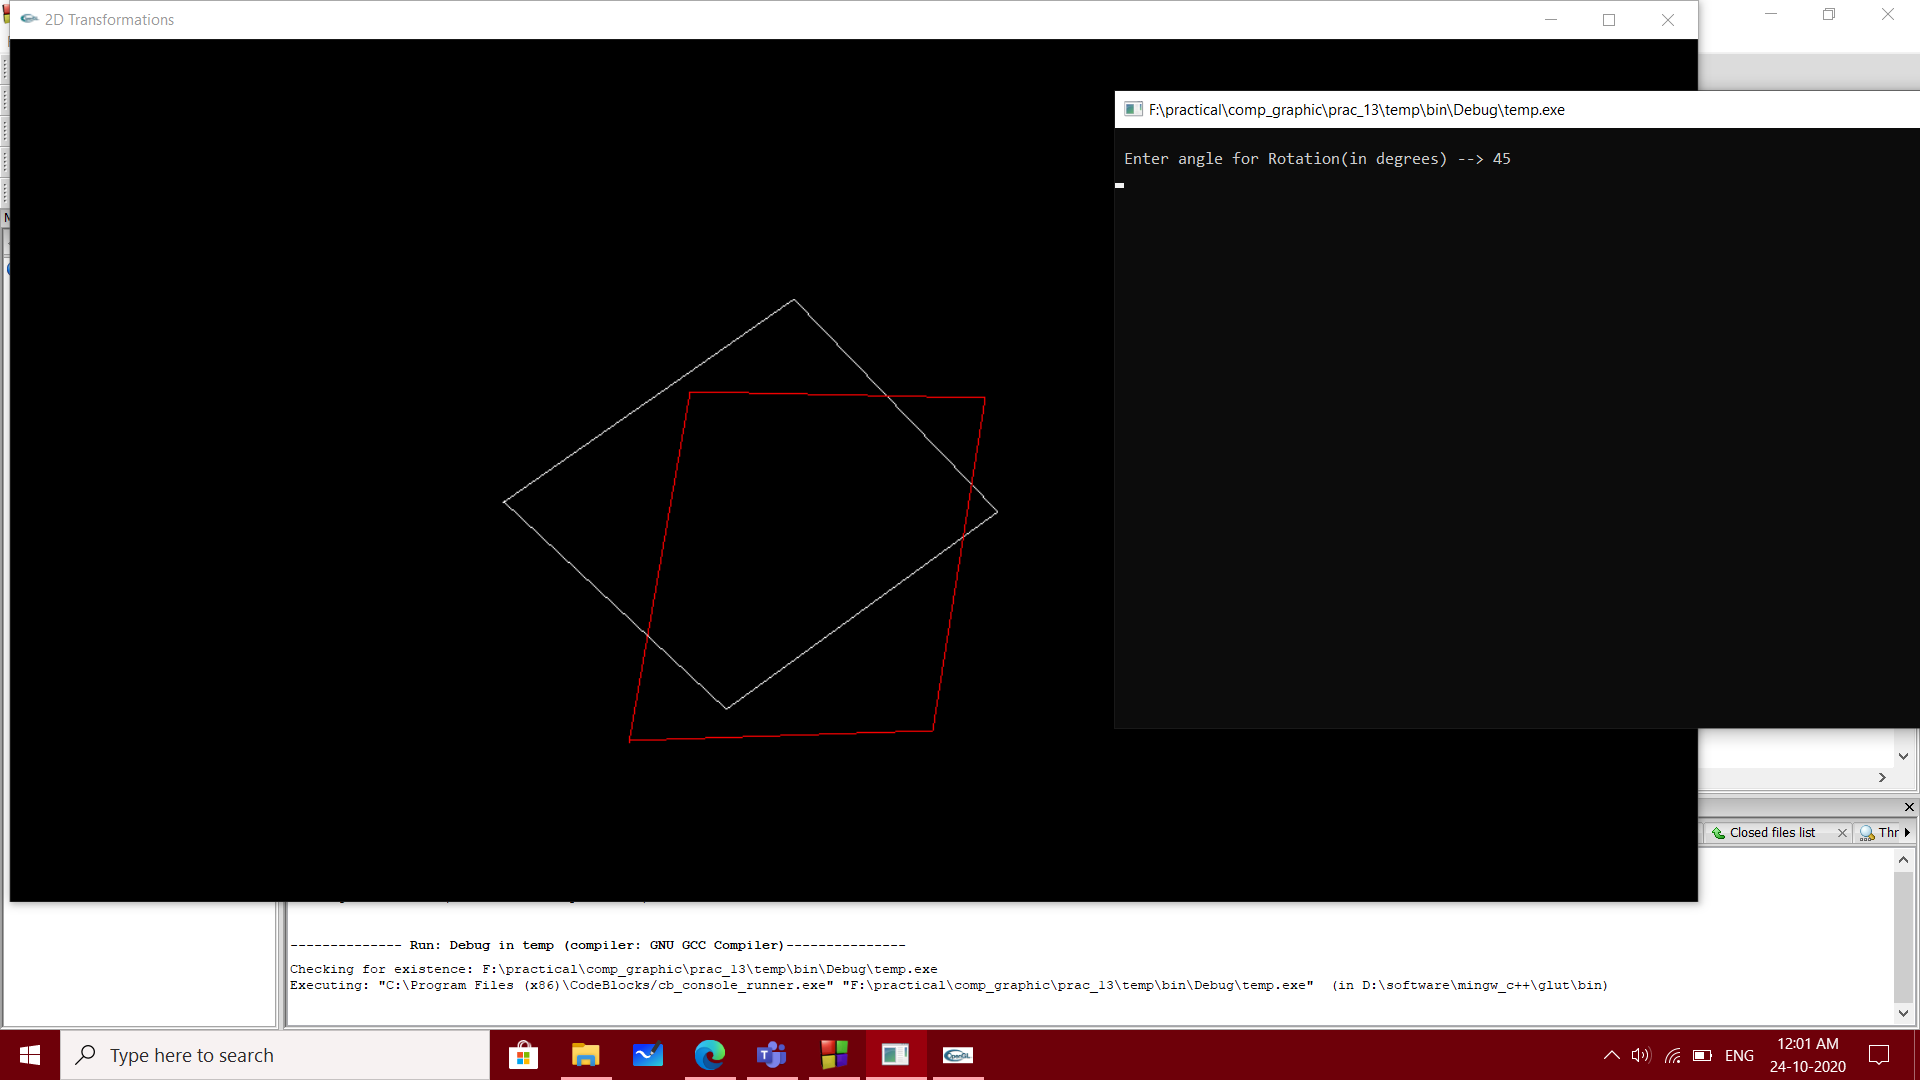 2D Transformations
F:\practical\comp_graphic\prac_13\temp\bin\Debug\temp.exe
Enter angle for Rotation(in degrees) --> 45
Closed files list
Thr
-------------- Run: Debug in temp (compiler: GNU GCC Compiler)---------------
Checking for existence: F:\practical\comp_graphic\prac_13\temp\bin\Debug\temp.exe
Executing: "C:\Program Files (x86)\CodeBlocks/cb_console_runner.exe" "F:\practical\comp_graphic\prac_13\temp\bin\Debug\temp.exe"  (in D:\software\mingw_c++\glut\bin)
Type here to search
OpenGL
ENG
12:01 AM
24-10-2020